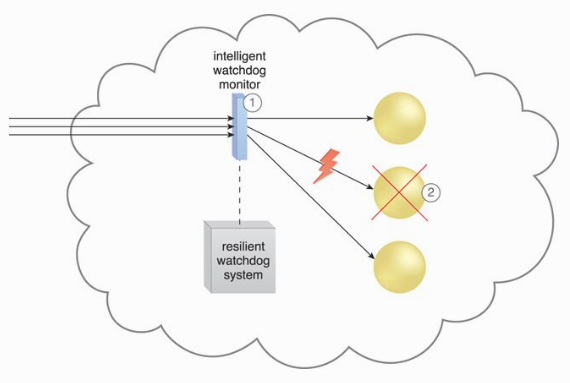 intelligent
watchdog
monitor
1
2
resilient
watchdog
system